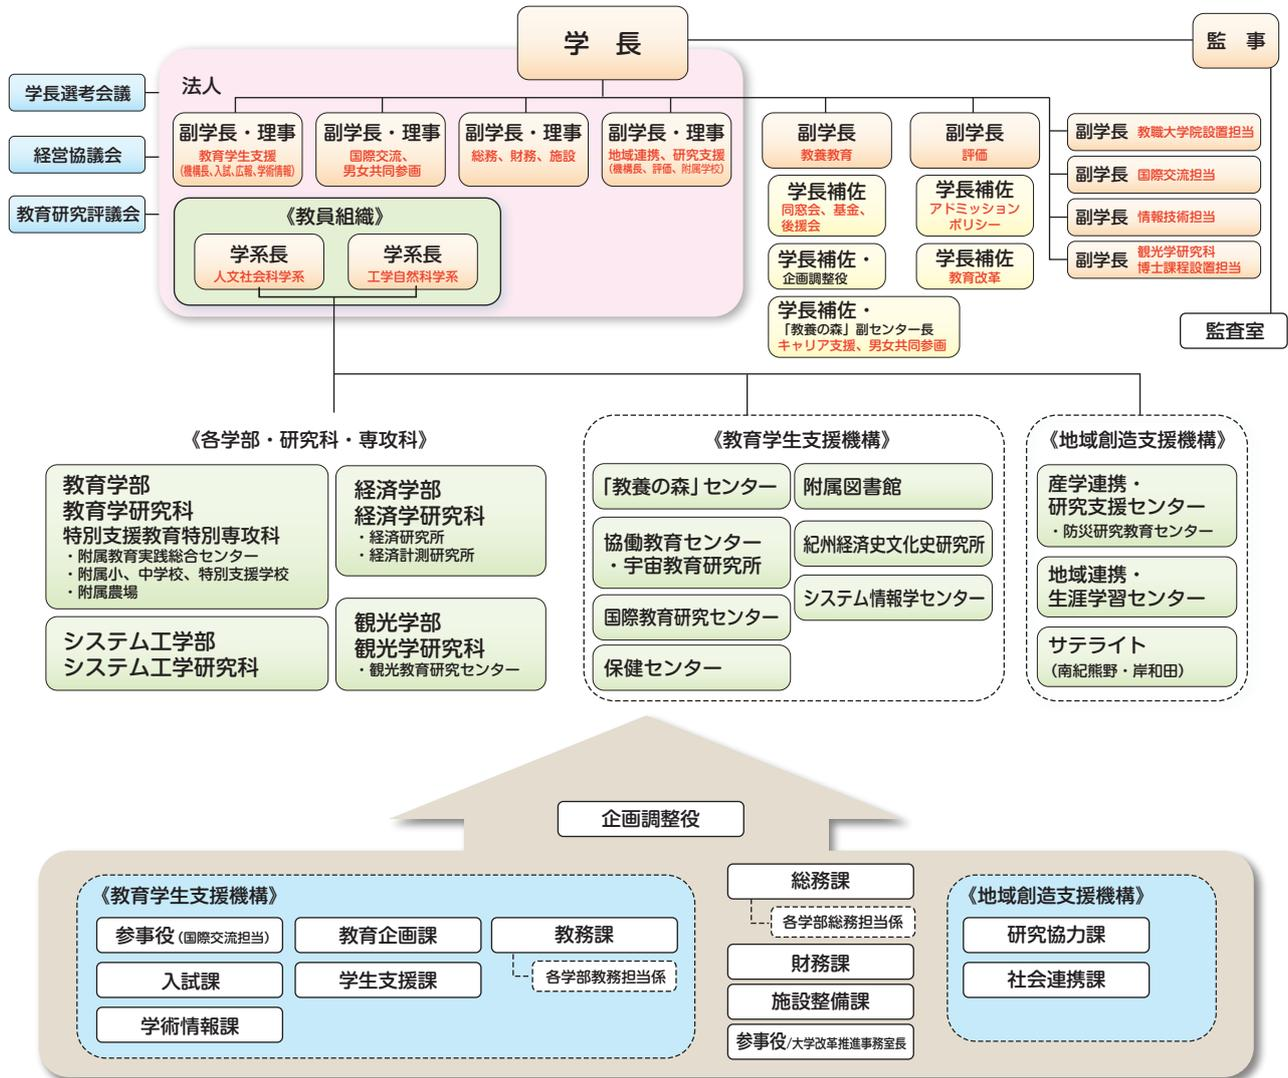 学 長
監 事
法人
学長選考会議
経営協議会
教育研究評議会
副学長・理事
教育学生支援
(機構長、入試、広報、学術情報)
副学長・理事
国際交流、
男女共同参画
副学長・理事
総務、財務、施設
副学長・理事
地域連携、研究支援
(機構長、評価、附属学校)
副学長
教養教育
副学長
評価
副学長 教職大学院設置担当
副学長 国際交流担当
副学長 情報技術担当
副学長 観光学研究科
博士課程設置担当
学長補佐
同窓会、基金、
後援会
学長補佐
アドミッション
ポリシー
学長補佐・
企画調整役
学長補佐
教育改革
学長補佐・
「教養の森」副センター長
キャリア支援、男女共同参画
監査室
《教員組織》
学系長
人文社会科学系
学系長
工学自然科学系
《各学部・研究科・専攻科》
教育学部
教育学研究科
特別支援教育特別専攻科
・附属教育実践総合センター
・附属小、中学校、特別支援学校
・附属農場
経済学部
経済学研究科
・経済研究所
・経済計測研究所
システム工学部
システム工学研究科
観光学部
観光学研究科
・観光教育研究センター
《教育学生支援機構》
「教養の森」センター
附属図書館
協働教育センター
・宇宙教育研究所
紀州経済史文化史研究所
国際教育研究センター
システム情報学センター
保健センター
《地域創造支援機構》
産学連携・
研究支援センター
・防災研究教育センター
地域連携・
生涯学習センター
サテライト
(南紀熊野・岸和田)
企画調整役
《教育学生支援機構》
参事役(国際交流担当)
教育企画課
教務課
各学部教務担当係
入試課
学生支援課
学術情報課
総務課
各学部総務担当係
財務課
施設整備課
参事役/大学改革推進事務室長
《地域創造支援機構》
研究協力課
社会連携課